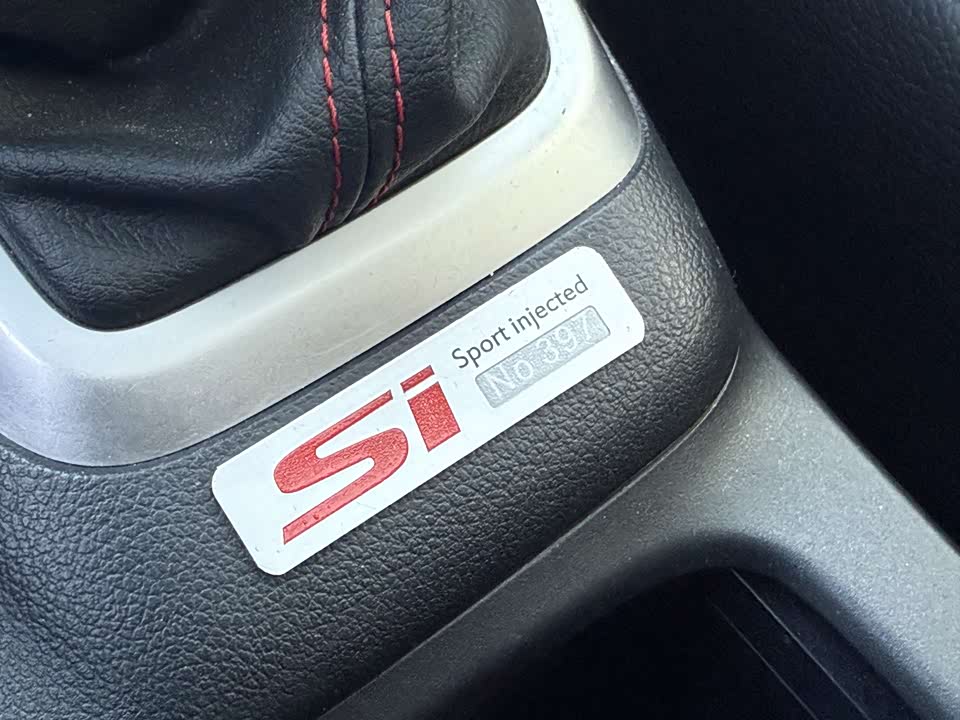 Si
Sport injected
No 397